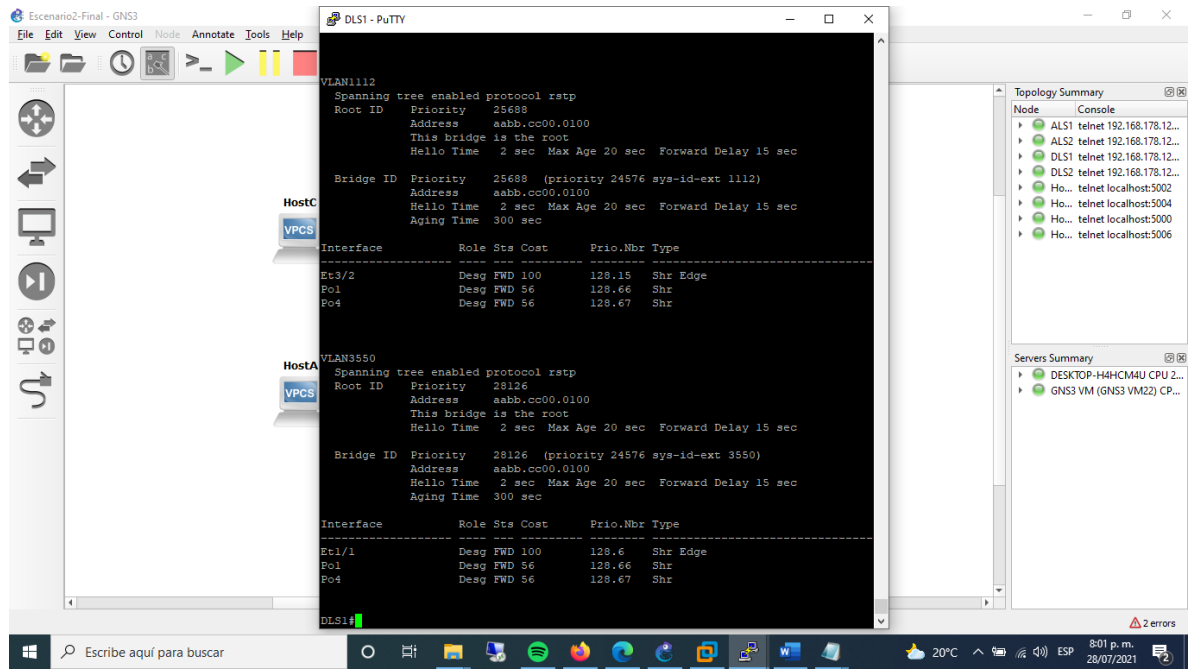 Escenario2-Final - GNS3
File Edit View Control Node Annotate Tools Help
DLS1 - PuTTY
VLAN1112
Spanning tree enabled protocol rstp
Root ID Priority 25688
Address aabb.cc00.0100
This bridge is the root
Hello Time 2 sec Max Age 20 sec Forward Delay 15 sec
Bridge ID Priority 25688 (priority 24576 sys-id-ext 1112)
Address aabb.cc00.0100
Hello Time 2 sec Max Age 20 sec Forward Delay 15 sec
Aging Time 300 sec
Interface Role Sts Cost Prio.Nbr Type
------------------- ---- --- --------- -------- --------------------------------
Et3/2 Desg FWD 100 128.15 Shr Edge
Po1 Desg FWD 56 128.66 Shr
Po4 Desg FWD 56 128.67 Shr
VLAN3550
Spanning tree enabled protocol rstp
Root ID Priority 28126
Address aabb.cc00.0100
This bridge is the root
Hello Time 2 sec Max Age 20 sec Forward Delay 15 sec
Bridge ID Priority 28126 (priority 24576 sys-id-ext 3550)
Address aabb.cc00.0100
Hello Time 2 sec Max Age 20 sec Forward Delay 15 sec
Aging Time 300 sec
Interface Role Sts Cost Prio.Nbr Type
------------------- ---- --- --------- -------- --------------------------------
Et1/1 Desg FWD 100 128.6 Shr Edge
Po1 Desg FWD 56 128.66 Shr
Po4 Desg FWD 56 128.67 Shr
DLS1#
HostC
VPCS
HostA
VPCS
Topology Summary
Node Console
ALS1 telnet 192.168.178.12...
ALS2 telnet 192.168.178.12...
DLS1 telnet 192.168.178.12...
DLS2 telnet 192.168.178.12...
Ho... telnet localhost:5002
Ho... telnet localhost:5004
Ho... telnet localhost:5000
Ho... telnet localhost:5006
Servers Summary
DESKTOP-H4HCM4U CPU 2...
GNS3 VM (GNS3 VM22) CP...
2 errors
Escribe aquí para buscar
20°C
ESP
8:01 p. m.
28/07/2021
2